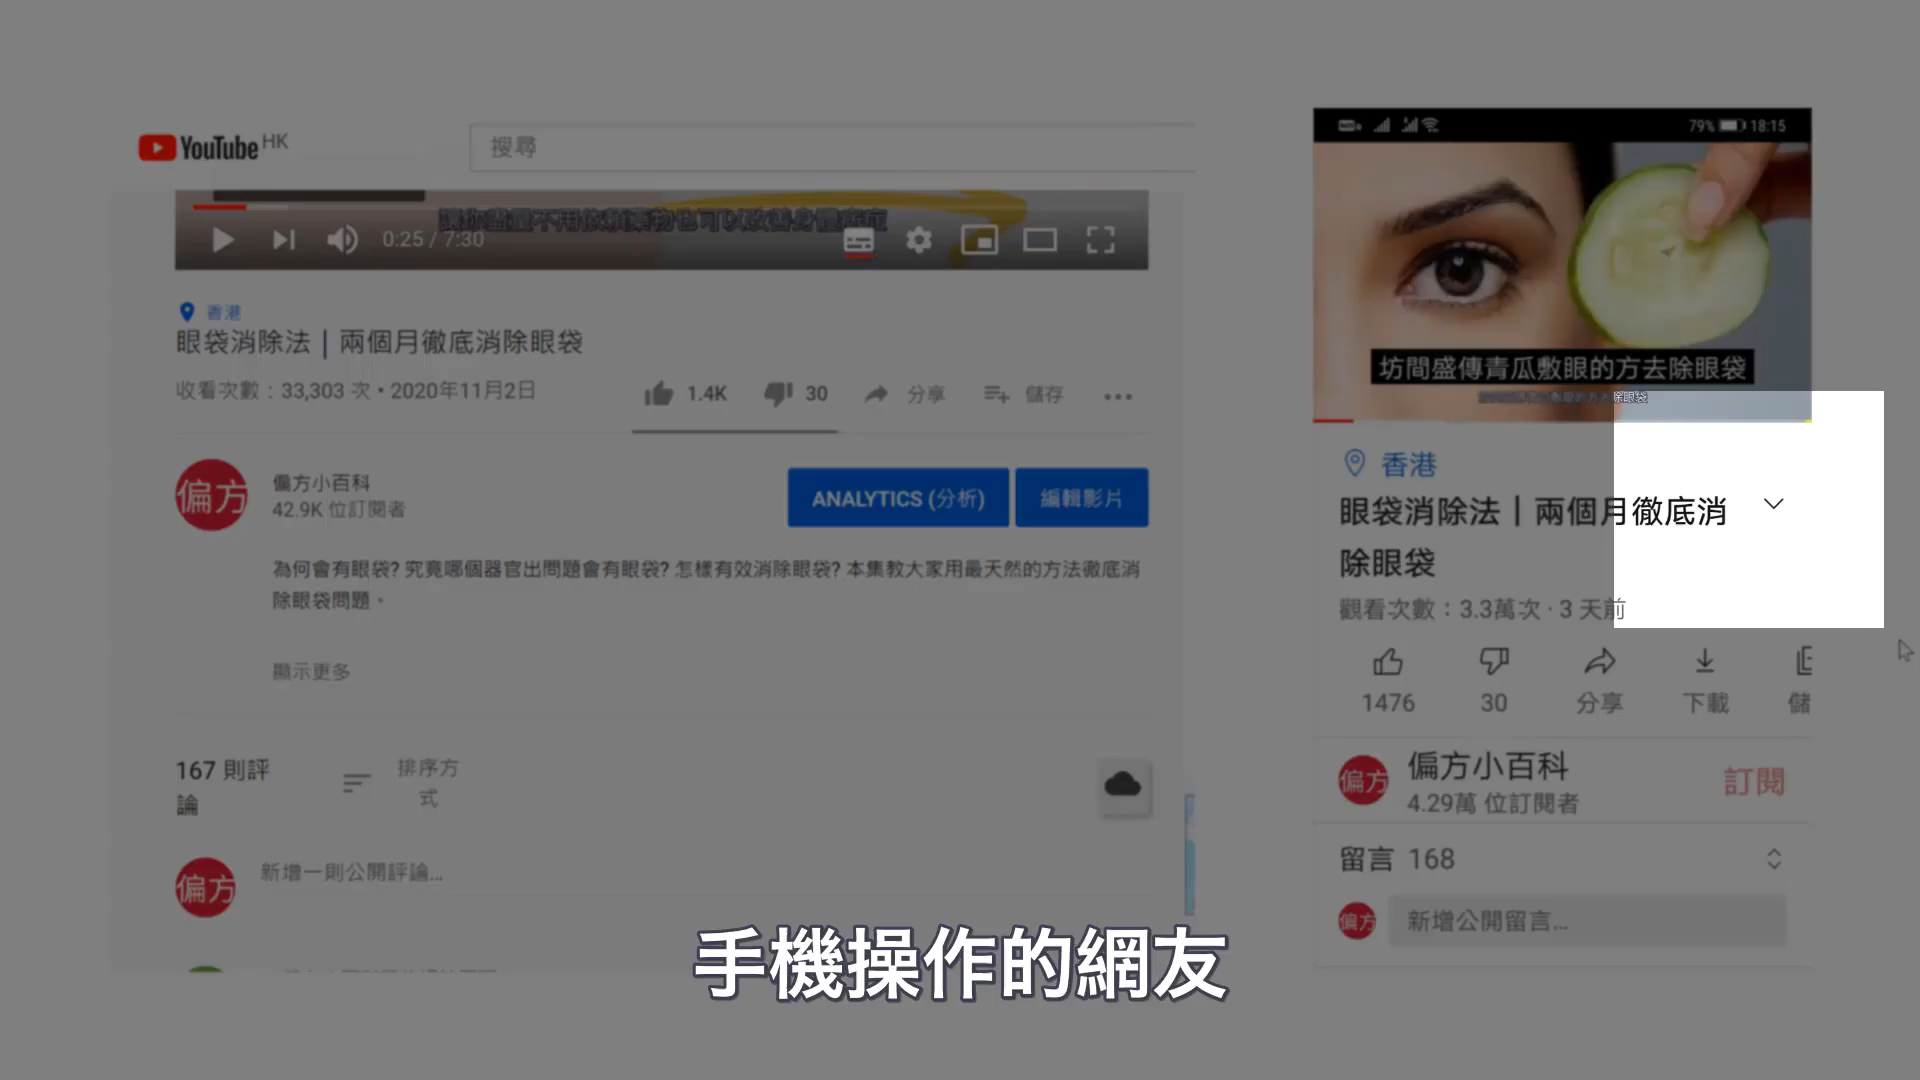 YouTube HK
搜尋
0:25 / 7:30
香港
眼袋消除法｜兩個月徹底消除眼袋
收看次數：33,303 次 • 2020年11月2日
1.4K
30
分享
儲存
偏方
偏方小百科
42.9K 位訂閱者
ANALYTICS (分析)
編輯影片
為何會有眼袋? 究竟哪個器官出問題會有眼袋? 怎樣有效消除眼袋? 本集教大家用最天然的方法徹底消
除眼袋問題。
顯示更多
167 則評
論
排序方
式
偏方
新增一則公開評論...
79% 18:15
坊間盛傳青瓜敷眼的方去除眼袋
香港
眼袋消除法｜兩個月徹底消
除眼袋
觀看次數：3.3萬次 · 3 天前
1476
30
分享
下載
儲
偏方
偏方小百科
4.29萬 位訂閱者
訂閱
留言 168
偏方
新增公開留言...
手機操作的網友